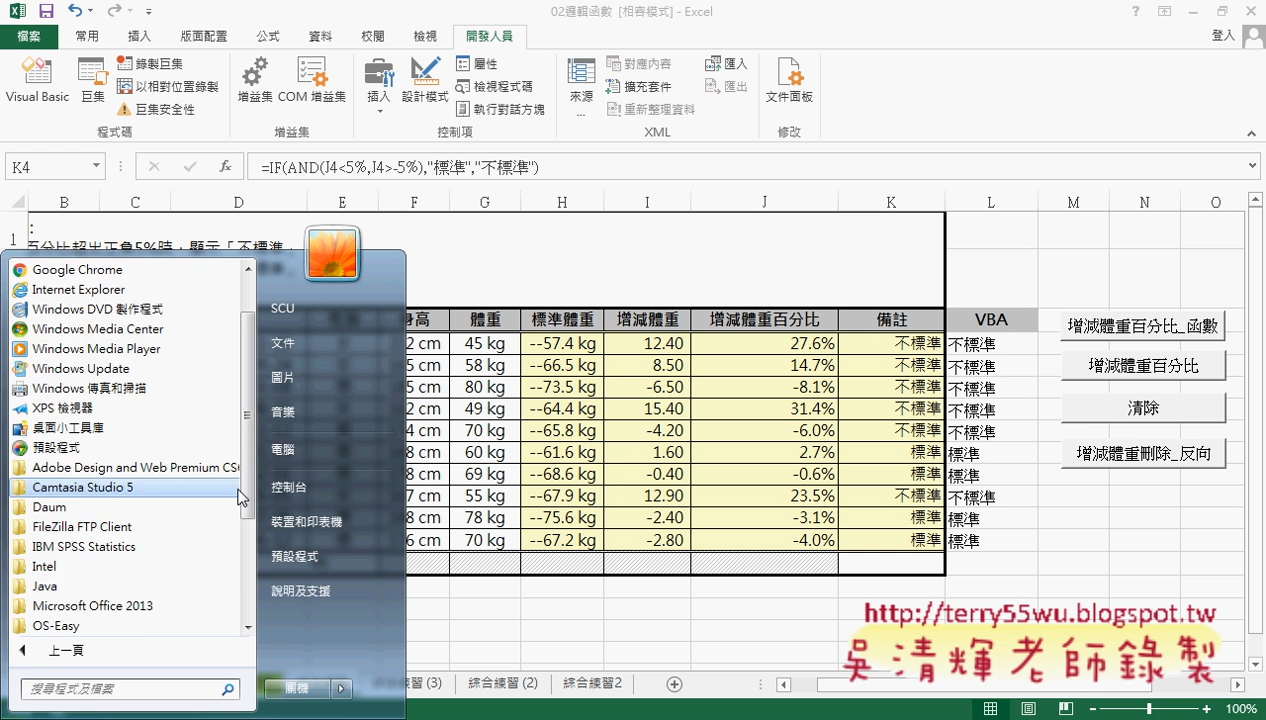 02邏輯函數 [相容模式] - Excel
檔案 常用 插入 版面配置 公式 資料 校閱 檢視 開發人員 登入
Visual Basic 巨集 錄製巨集 以相對位置錄製 巨集安全性 程式碼
增益集 COM 增益集 增益集
插入 設計模式 屬性 檢視程式碼 執行對話方塊 控制項
來源 對應內容 擴充套件 重新整理資料 匯入 匯出 XML
文件面板 修改
K4 =IF(AND(J4<5%,J4>-5%),"標準","不標準")
B C D E F G H I J K L M N O
1
百分比超出正負5%時，顯示「不標準」
身高 體重 標準體重 增減體重 增減體重百分比 備註 VBA
2 cm 45 kg --57.4 kg 12.40 27.6% 不標準 不標準
5 cm 58 kg --66.5 kg 8.50 14.7% 不標準 不標準
5 cm 80 kg --73.5 kg -6.50 -8.1% 不標準 不標準
2 cm 49 kg --64.4 kg 15.40 31.4% 不標準 不標準
4 cm 70 kg --65.8 kg -4.20 -6.0% 不標準 不標準
8 cm 60 kg --61.6 kg 1.60 2.7% 標準 標準
8 cm 69 kg --68.6 kg -0.40 -0.6% 標準 標準
7 cm 55 kg --67.9 kg 12.90 23.5% 不標準 不標準
8 cm 78 kg --75.6 kg -2.40 -3.1% 標準 標準
6 cm 70 kg --67.2 kg -2.80 -4.0% 標準 標準
增減體重百分比_函數
增減體重百分比
清除
增減體重刪除_反向
Google Chrome
Internet Explorer
Windows DVD 製作程式
Windows Media Center
Windows Media Player
Windows Update
Windows 傳真和掃描
XPS 檢視器
桌面小工具庫
預設程式
Adobe Design and Web Premium CS
Camtasia Studio 5
Daum
FileZilla FTP Client
IBM SPSS Statistics
Intel
Java
Microsoft Office 2013
OS-Easy
上一頁
搜尋程式及檔案
SCU
文件
圖片
音樂
電腦
控制台
裝置和印表機
預設程式
說明及支援
關機
http://terry55wu.blogspot.tw
吳清輝老師錄製
習 (3) 綜合練習 (2) 綜合練習2
100%